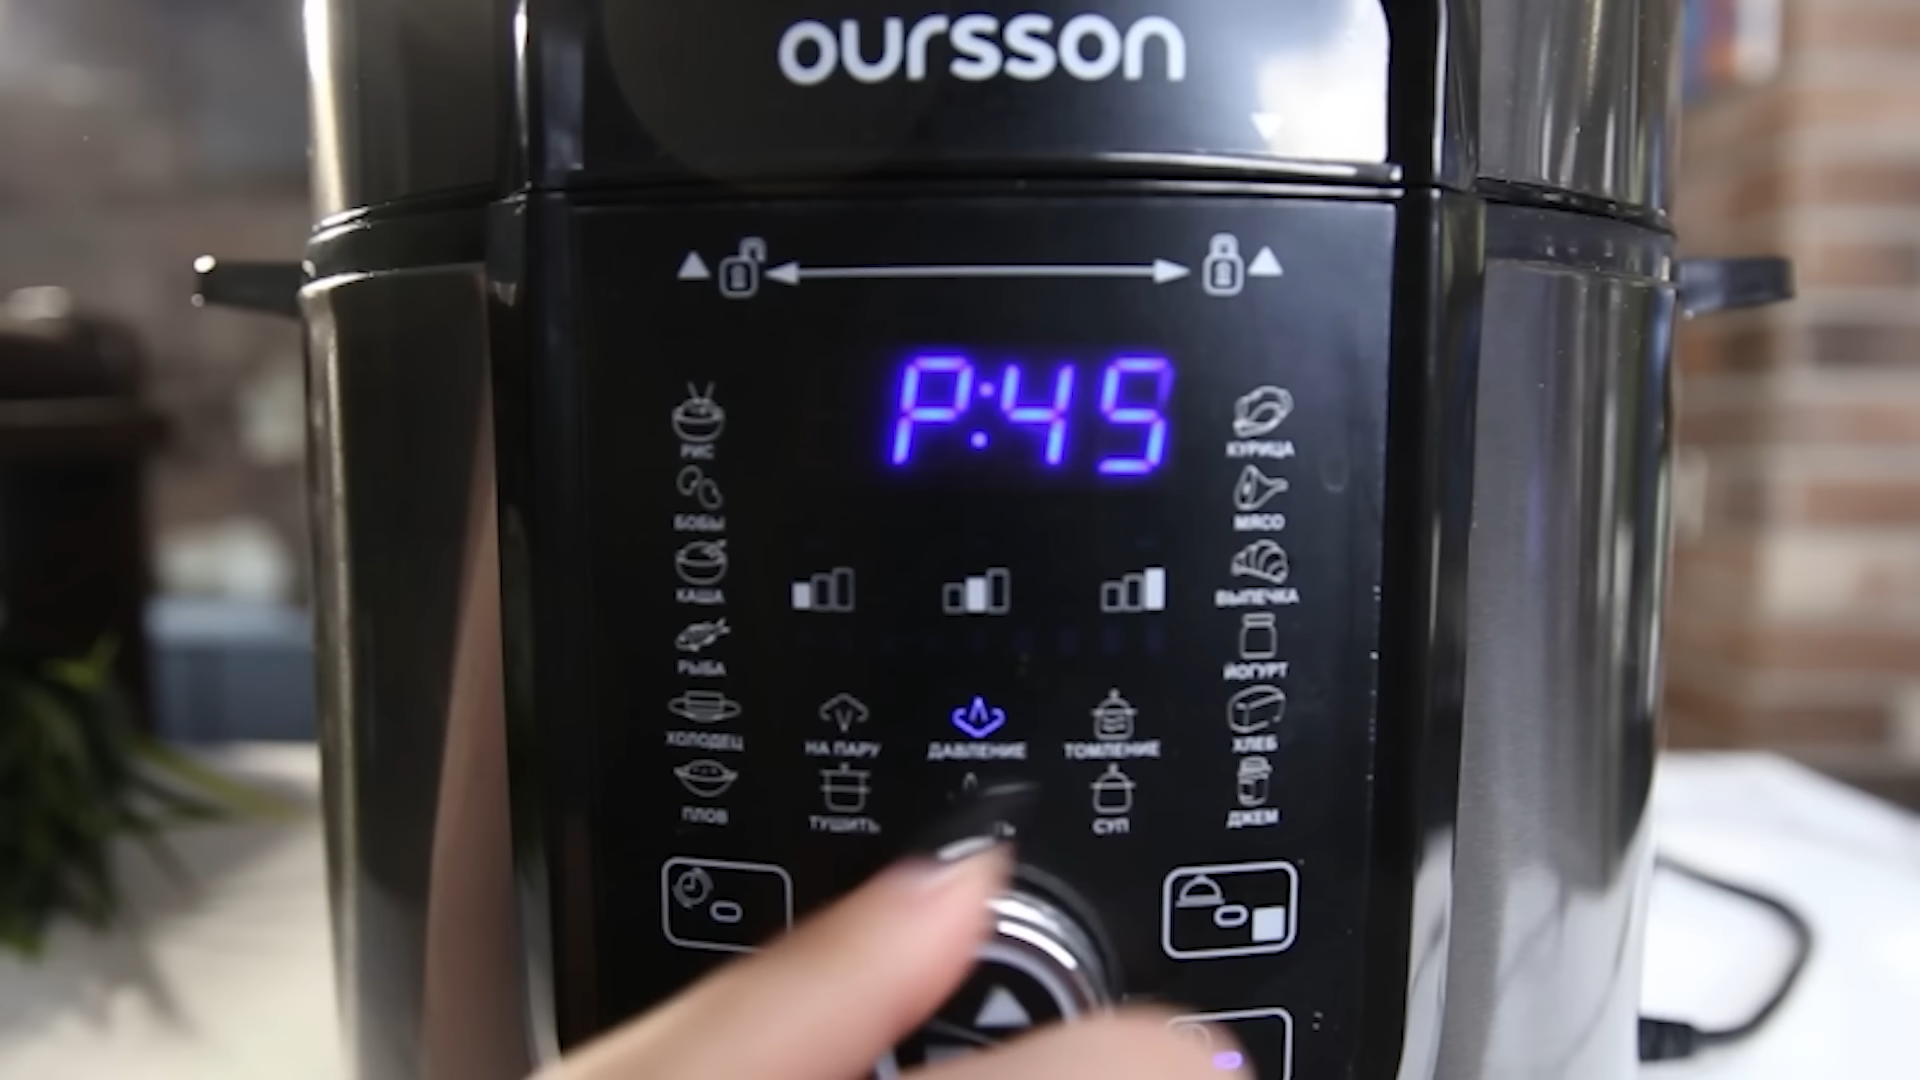 oursson
P:45
РИС
КУРИЦА
БОБЫ
МЯСО
КАША
ВЫПЕЧКА
РЫБА
ЙОГУРТ
ХОЛОДЕЦ
НА ПАРУ
ДАВЛЕНИЕ
ТОМЛЕНИЕ
ХЛЕБ
ПЛОВ
ТУШИТЬ
СУП
ДЖЕМ